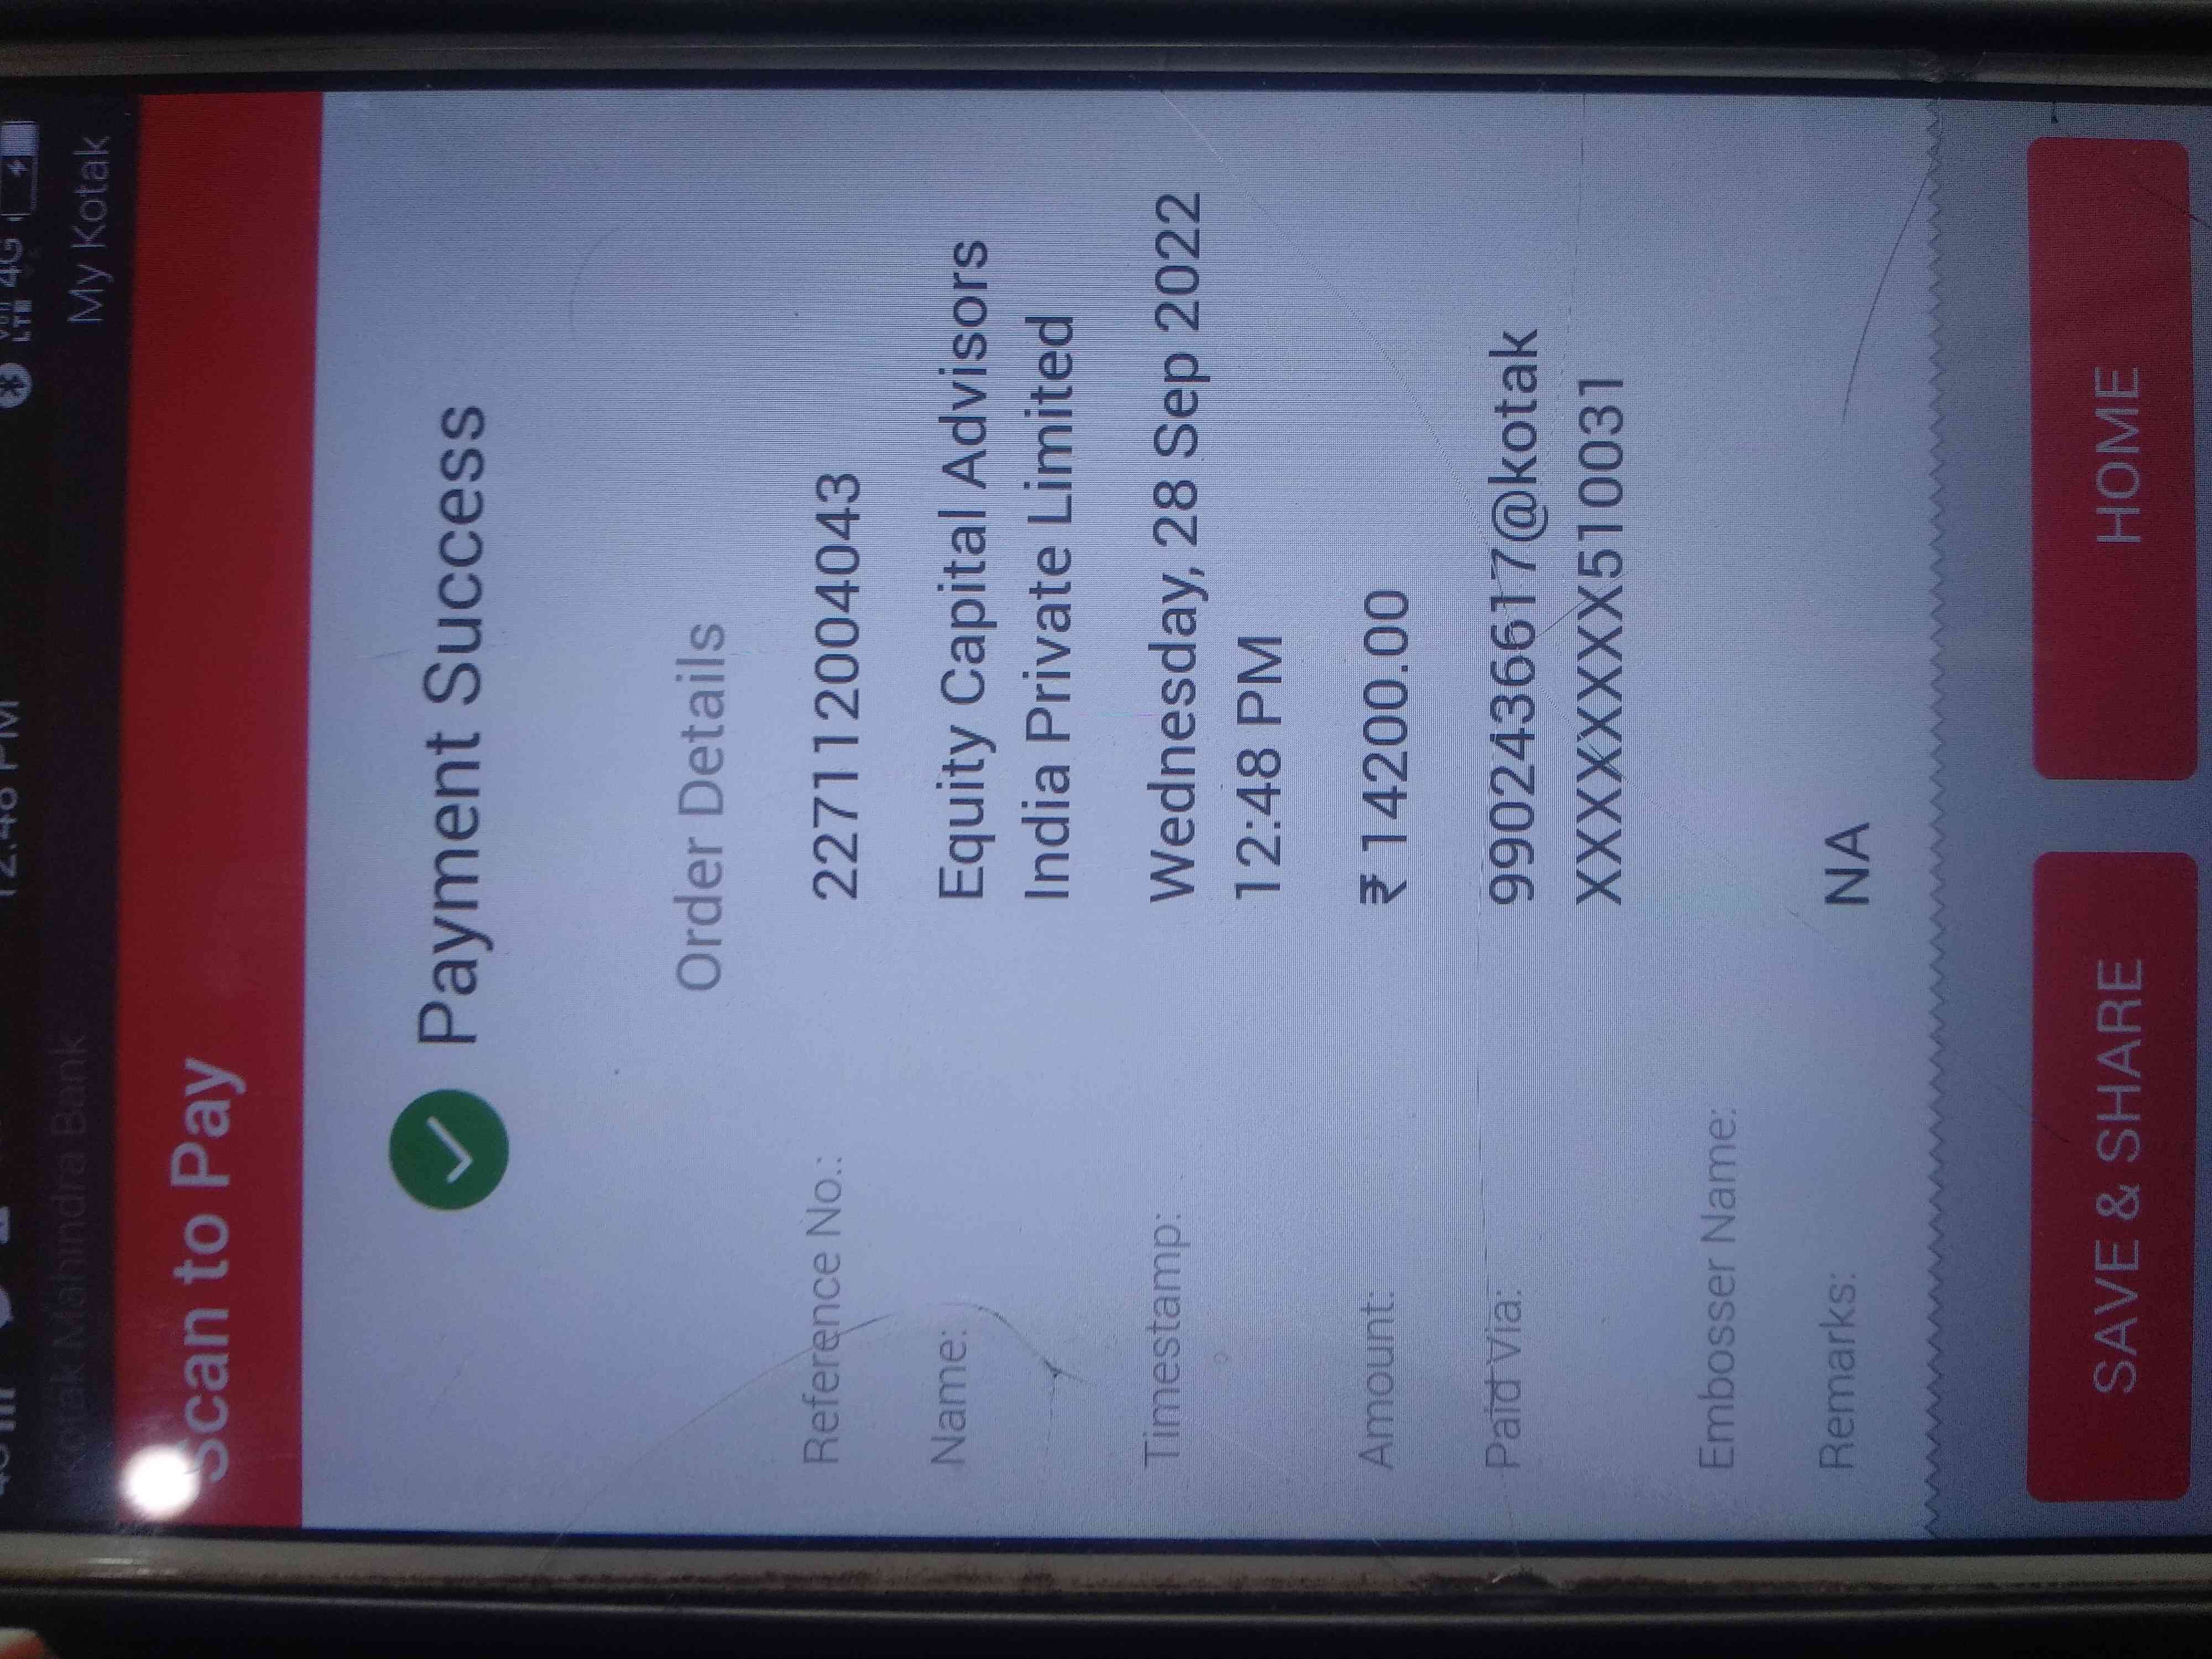 12:48 PM
LTE 4G
Kotak Mahindra Bank
My Kotak
Scan to Pay
Payment Success
Order Details
Reference No.: 227112004043
Name: Equity Capital Advisors
India Private Limited
Timestamp: Wednesday, 28 Sep 2022
12:48 PM
Amount: ₹ 14200.00
Paid Via: 9902436617@kotak
XXXXXXXX510031
Embosser Name:
Remarks: NA
SAVE & SHARE
HOME